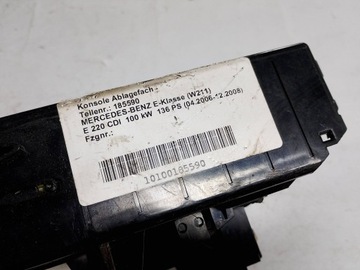 Konsole Ablagefach
Teilenr.: 185590
MERCEDES-BENZ E-Klasse (W211)
E 220 CDI 100 kW 136 PS (04.2006-12.2008)
Fzgnr.:
10100185590